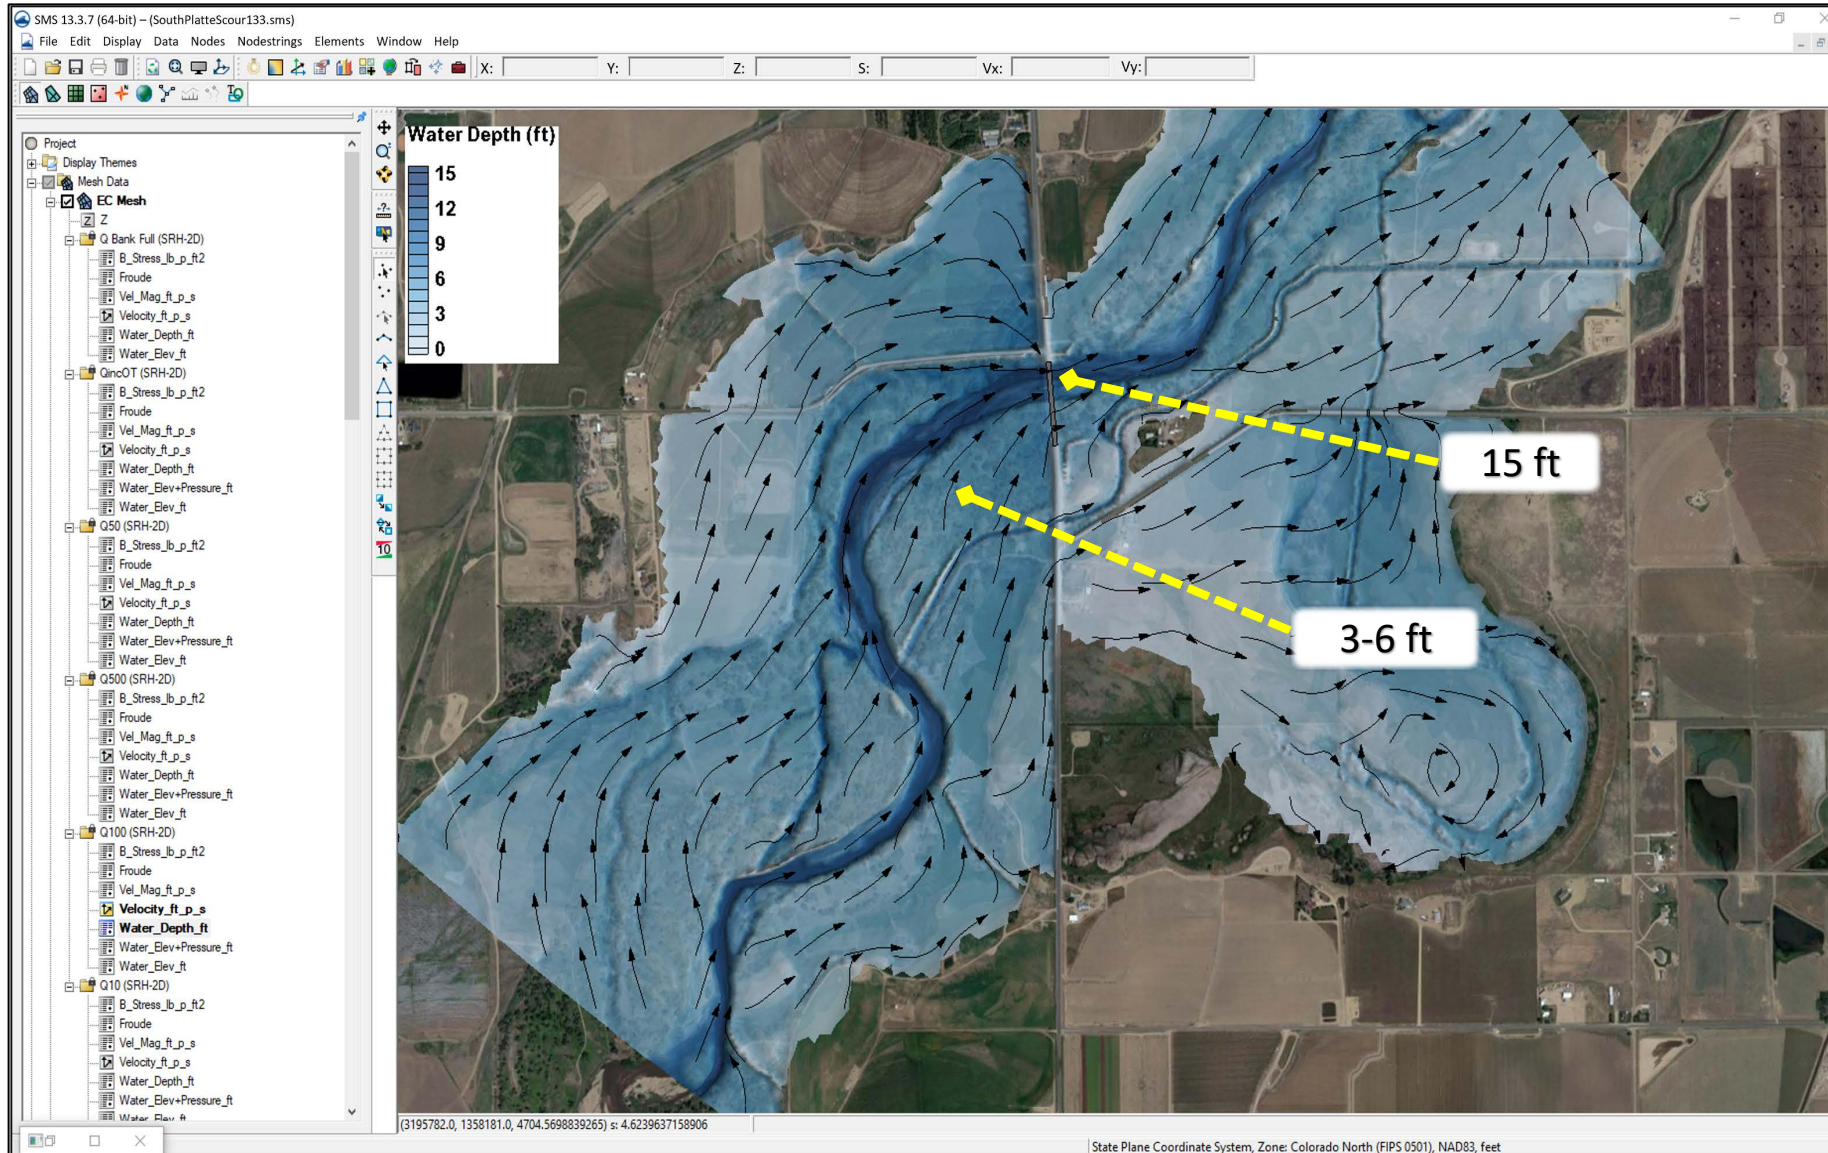 SMS 13.3.7 (64-bit) – (SouthPlatteScour133.sms)
File Edit Display Data Nodes Nodestrings Elements Window Help
X: Y: Z: S: Vx: Vy:
Project
Display Themes
Mesh Data
EC Mesh
Z Z
Q Bank Full (SRH-2D)
B_Stress_lb_p_ft2
Froude
Vel_Mag_ft_p_s
Velocity_ft_p_s
Water_Depth_ft
Water_Elev_ft
QincOT (SRH-2D)
B_Stress_lb_p_ft2
Froude
Vel_Mag_ft_p_s
Velocity_ft_p_s
Water_Depth_ft
Water_Elev+Pressure_ft
Water_Elev_ft
Q50 (SRH-2D)
B_Stress_lb_p_ft2
Froude
Vel_Mag_ft_p_s
Velocity_ft_p_s
Water_Depth_ft
Water_Elev+Pressure_ft
Water_Elev_ft
Q500 (SRH-2D)
B_Stress_lb_p_ft2
Froude
Vel_Mag_ft_p_s
Velocity_ft_p_s
Water_Depth_ft
Water_Elev+Pressure_ft
Water_Elev_ft
Q100 (SRH-2D)
B_Stress_lb_p_ft2
Froude
Vel_Mag_ft_p_s
Velocity_ft_p_s
Water_Depth_ft
Water_Elev+Pressure_ft
Water_Elev_ft
Q10 (SRH-2D)
B_Stress_lb_p_ft2
Froude
Vel_Mag_ft_p_s
Velocity_ft_p_s
Water_Depth_ft
Water_Elev+Pressure_ft
Water_Elev_ft
10
Water Depth (ft)
15
12
9
6
3
0
15 ft
3-6 ft
(3195782.0, 1358181.0, 4704.5698839265) s: 4.6239637158906
State Plane Coordinate System, Zone: Colorado North (FIPS 0501), NAD83, feet